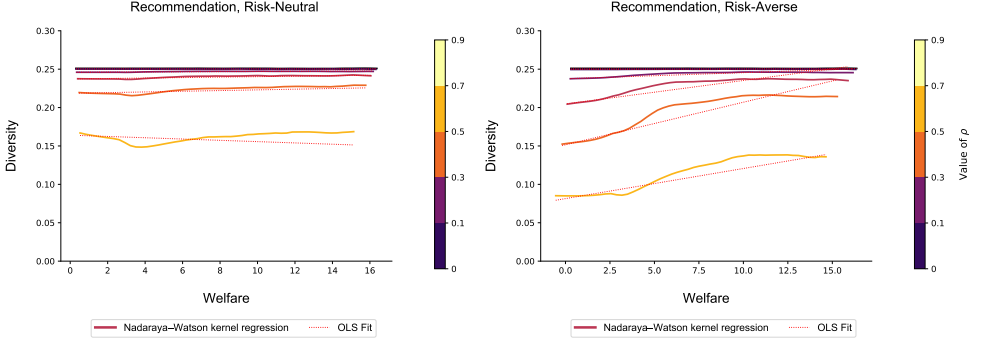 Recommendation, Risk-Neutral
0.30
0.25
0.20
0.15
0.10
0.05
0.00
Diversity
0 2 4 6 8 10 12 14 16
Welfare
0.9
0.7
0.5
0.3
0.1
0
Nadaraya–Watson kernel regression OLS Fit
Recommendation, Risk-Averse
0.30
0.25
0.20
0.15
0.10
0.05
0.00
Diversity
0.0 2.5 5.0 7.5 10.0 12.5 15.0
Welfare
0.9
0.7
0.5
0.3
0.1
0
Value of ρ
Nadaraya–Watson kernel regression OLS Fit